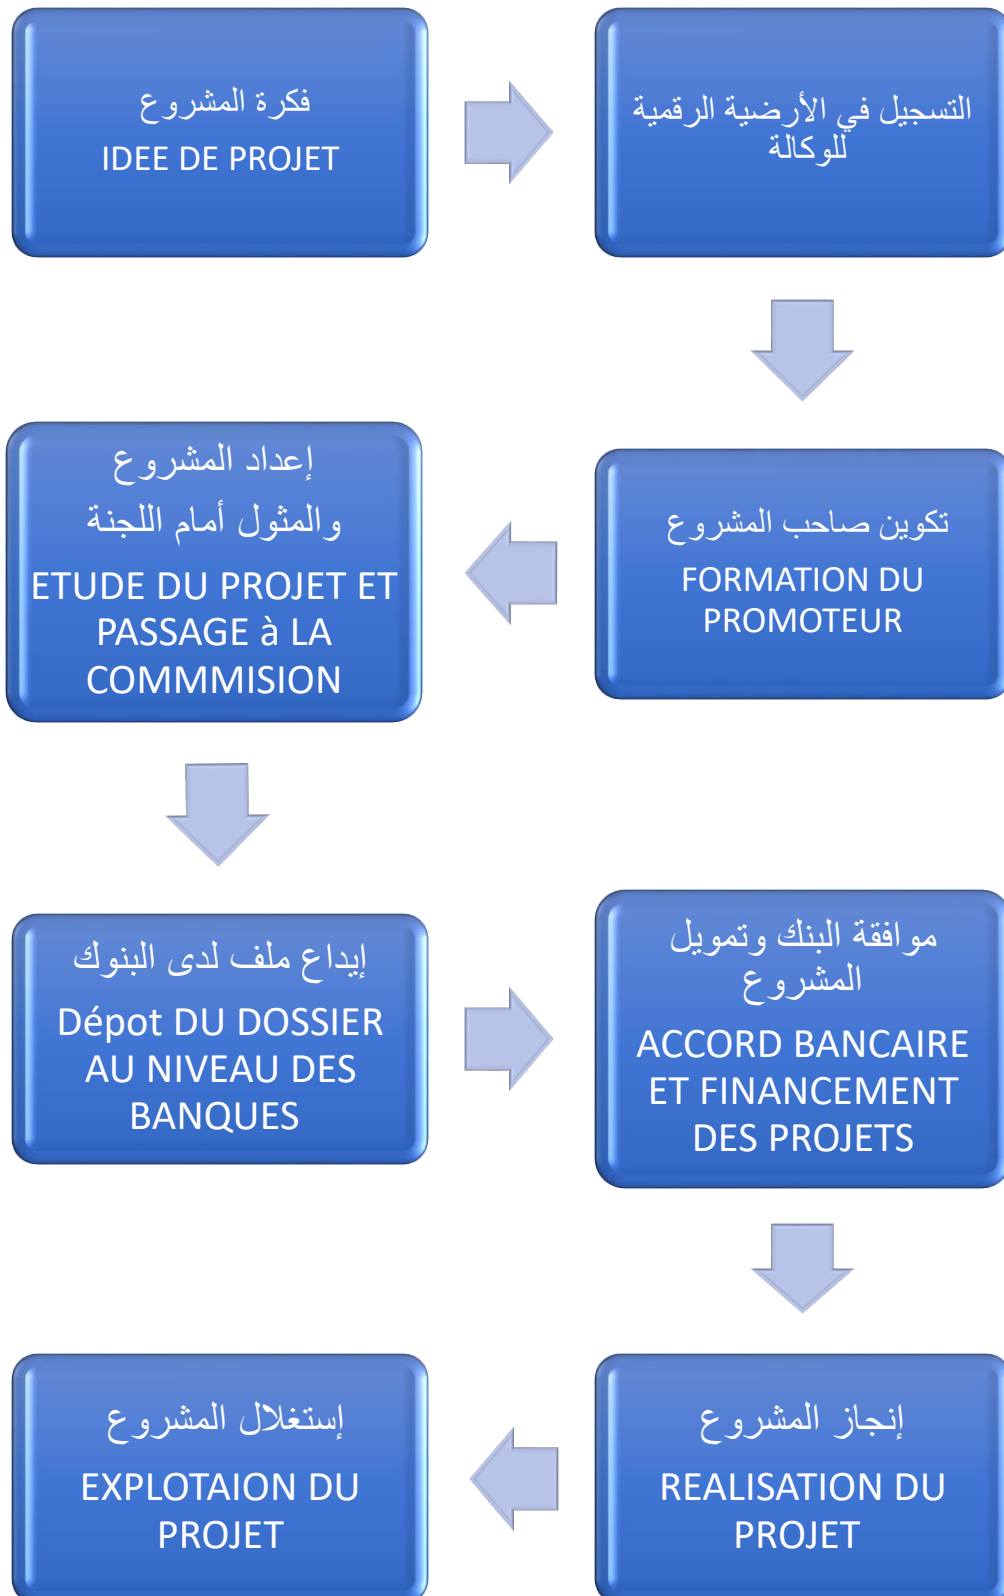 فكرة المشروع
IDEE DE PROJET
التسجيل في الأرضية الرقمية
للوكالة
تكوين صاحب المشروع
FORMATION DU
PROMOTEUR
إعداد المشروع
والمثول أمام اللجنة
ETUDE DU PROJET ET
PASSAGE à LA
COMMMISION
إيداع ملف لدى البنوك
Dépot DU DOSSIER
AU NIVEAU DES
BANQUES
موافقة البنك وتمويل
المشروع
ACCORD BANCAIRE
ET FINANCEMENT
DES PROJETS
إنجاز المشروع
REALISATION DU
PROJET
إستغلال المشروع
EXPLOTAION DU
PROJET